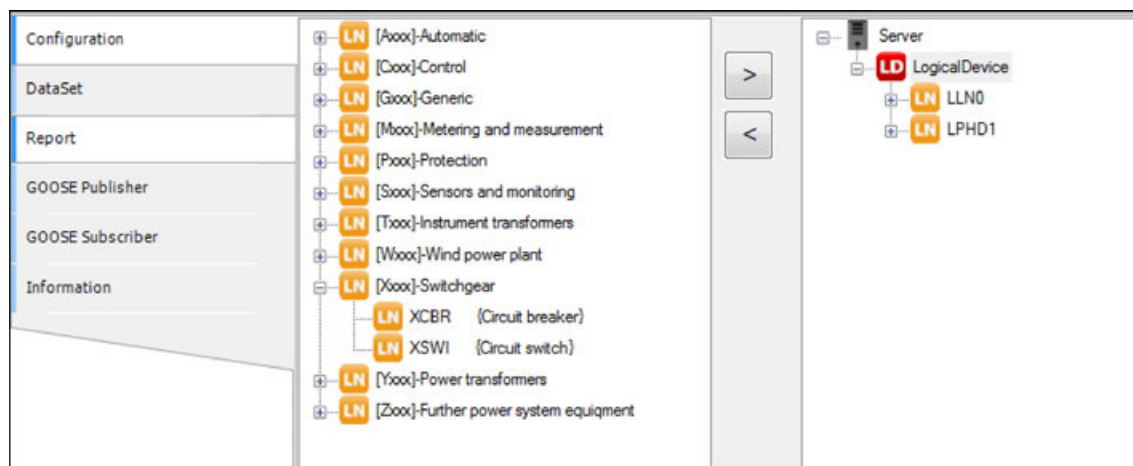 Configuration
DataSet
Report
GOOSE Publisher
GOOSE Subscriber
Information
LN [Axxx]-Automatic
LN [Cxxx]-Control
LN [Gxxx]-Generic
LN [Mxxx]-Metering and measurement
LN [Pxxx]-Protection
LN [Sxxx]-Sensors and monitoring
LN [Txxx]-Instrument transformers
LN [Wxxx]-Wind power plant
LN [Xxxx]-Switchgear
LN XCBR {Circuit breaker}
LN XSWI {Circuit switch}
LN [Yxxx]-Power transformers
LN [Zxxx]-Further power system equiqment
>
<
Server
LD LogicalDevice
LN LLN0
LN LPHD1